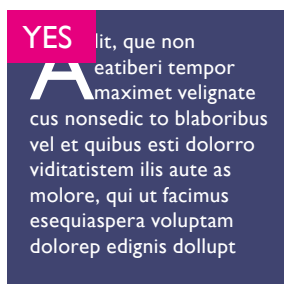 YES
Alit, que non
eatiberi tempor
maximet velignate
cus nonsedic to blaboribus
vel et quibus esti dolorro
viditatistem ilis aute as
molore, qui ut facimus
esequiaspera voluptam
dolorep edignis dollupt